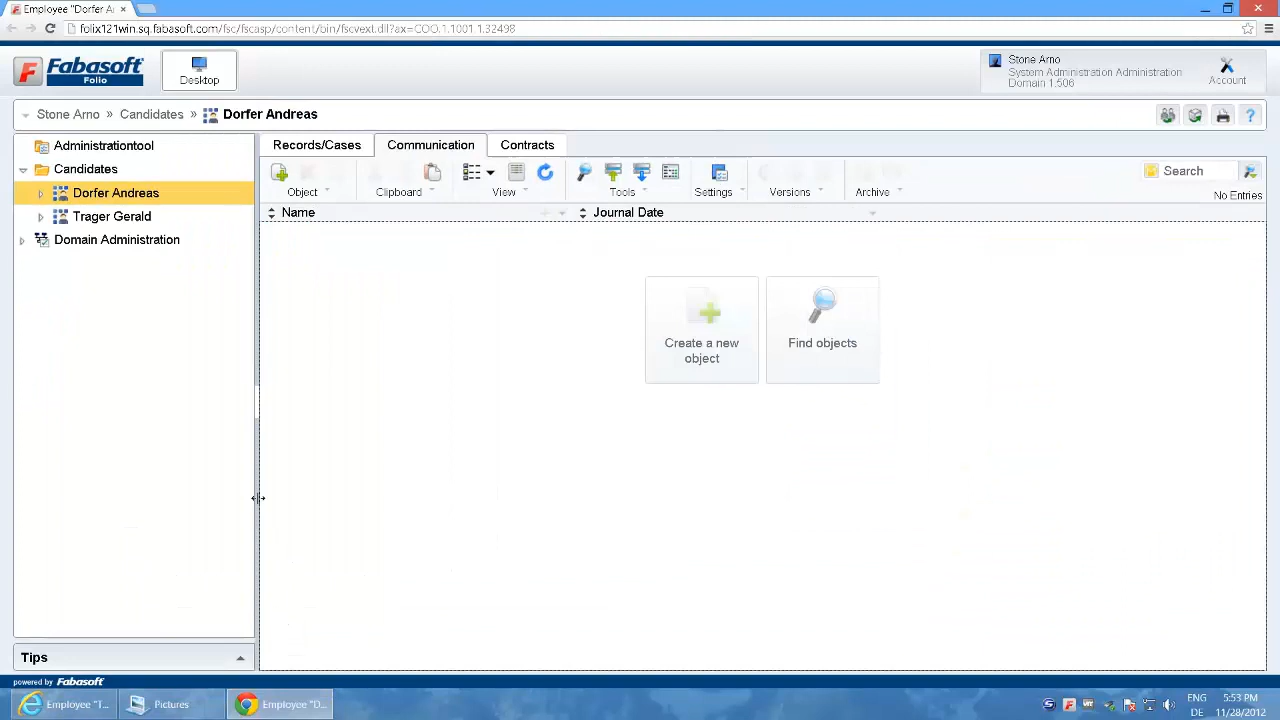 Employee "Dorfer A
folix121win.sq.fabasoft.com/fsc/fscasp/content/bin/fscvext.dll?ax=COO.1.1001.1.32498
Fabasoft
Folio
Desktop
Stone Arno
System Administration Administration
Domain 1.506
Account
Stone Arno » Candidates » Dorfer Andreas
Administrationtool
Candidates
Dorfer Andreas
Trager Gerald
Domain Administration
Records/Cases
Communication
Contracts
Object
Clipboard
View
Tools
Settings
Versions
Archive
Search
No Entries
Name
Journal Date
Create a new
object
Find objects
Tips
powered by Fabasoft
Employee "T...
Pictures
Employee "D...
ENG
DE
5:53 PM
11/28/2012